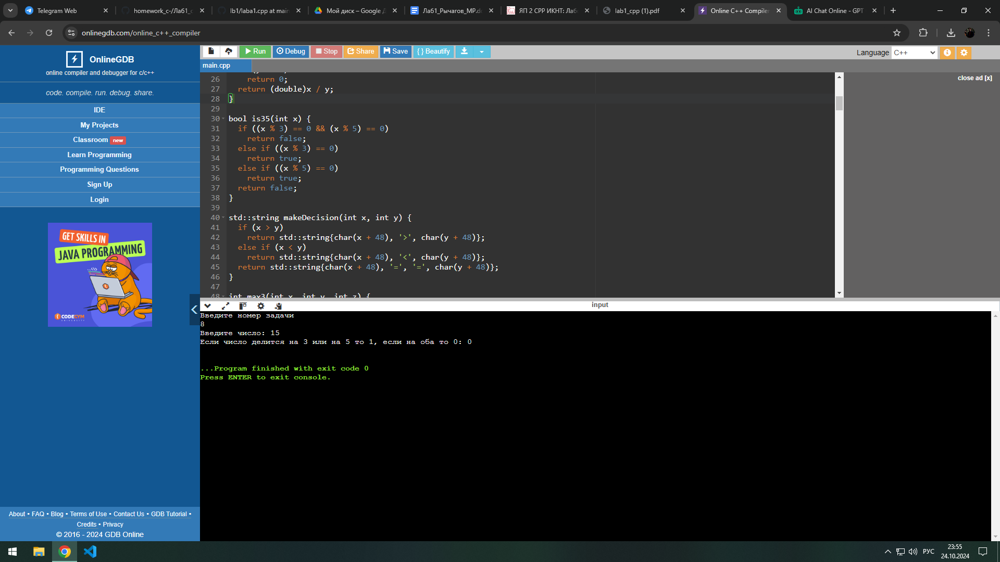 Telegram Web
homework_c-//Лаб1_c
lb1/laba1.cpp at main
Мой диск – Google Д
Лаб1_Рычагов_МР.do
ЯП 2 СРР ИКНТ: Лаб
lab1_cpp (1).pdf
Online C++ Compiler
AI Chat Online - GPT
onlinegdb.com/online_c++_compiler
OnlineGDB
online compiler and debugger for c/c++
code. compile. run. debug. share.
IDE
My Projects
Classroom new
Learn Programming
Programming Questions
Sign Up
Login
GET SKILLS IN
JAVA PROGRAMMING
CODEGYM
UNIVERSITY
About • FAQ • Blog • Terms of Use • Contact Us • GDB Tutorial •
Credits • Privacy
© 2016 - 2024 GDB Online
Run Debug Stop Share Save { } Beautify
Language C++
main.cpp
close ad [x]
26 return 0;
27 return (double)x / y;
28 }
29
30 bool is35(int x) {
31 if ((x % 3) == 0 && (x % 5) == 0)
32 return false;
33 else if ((x % 3) == 0)
34 return true;
35 else if ((x % 5) == 0)
36 return true;
37 return false;
38 }
39
40 std::string makeDecision(int x, int y) {
41 if (x > y)
42 return std::string{char(x + 48), '>', char(y + 48)};
43 else if (x < y)
44 return std::string{char(x + 48), '<', char(y + 48)};
45 return std::string{char(x + 48), '=', '=', char(y + 48)};
46 }
47
48 int max3(int x, int y, int z) {
input
Введите номер задачи
8
Введите число: 15
Если число делится на 3 или на 5 то 1, если на оба то 0: 0
...Program finished with exit code 0
Press ENTER to exit console.
РУС
23:55
24.10.2024